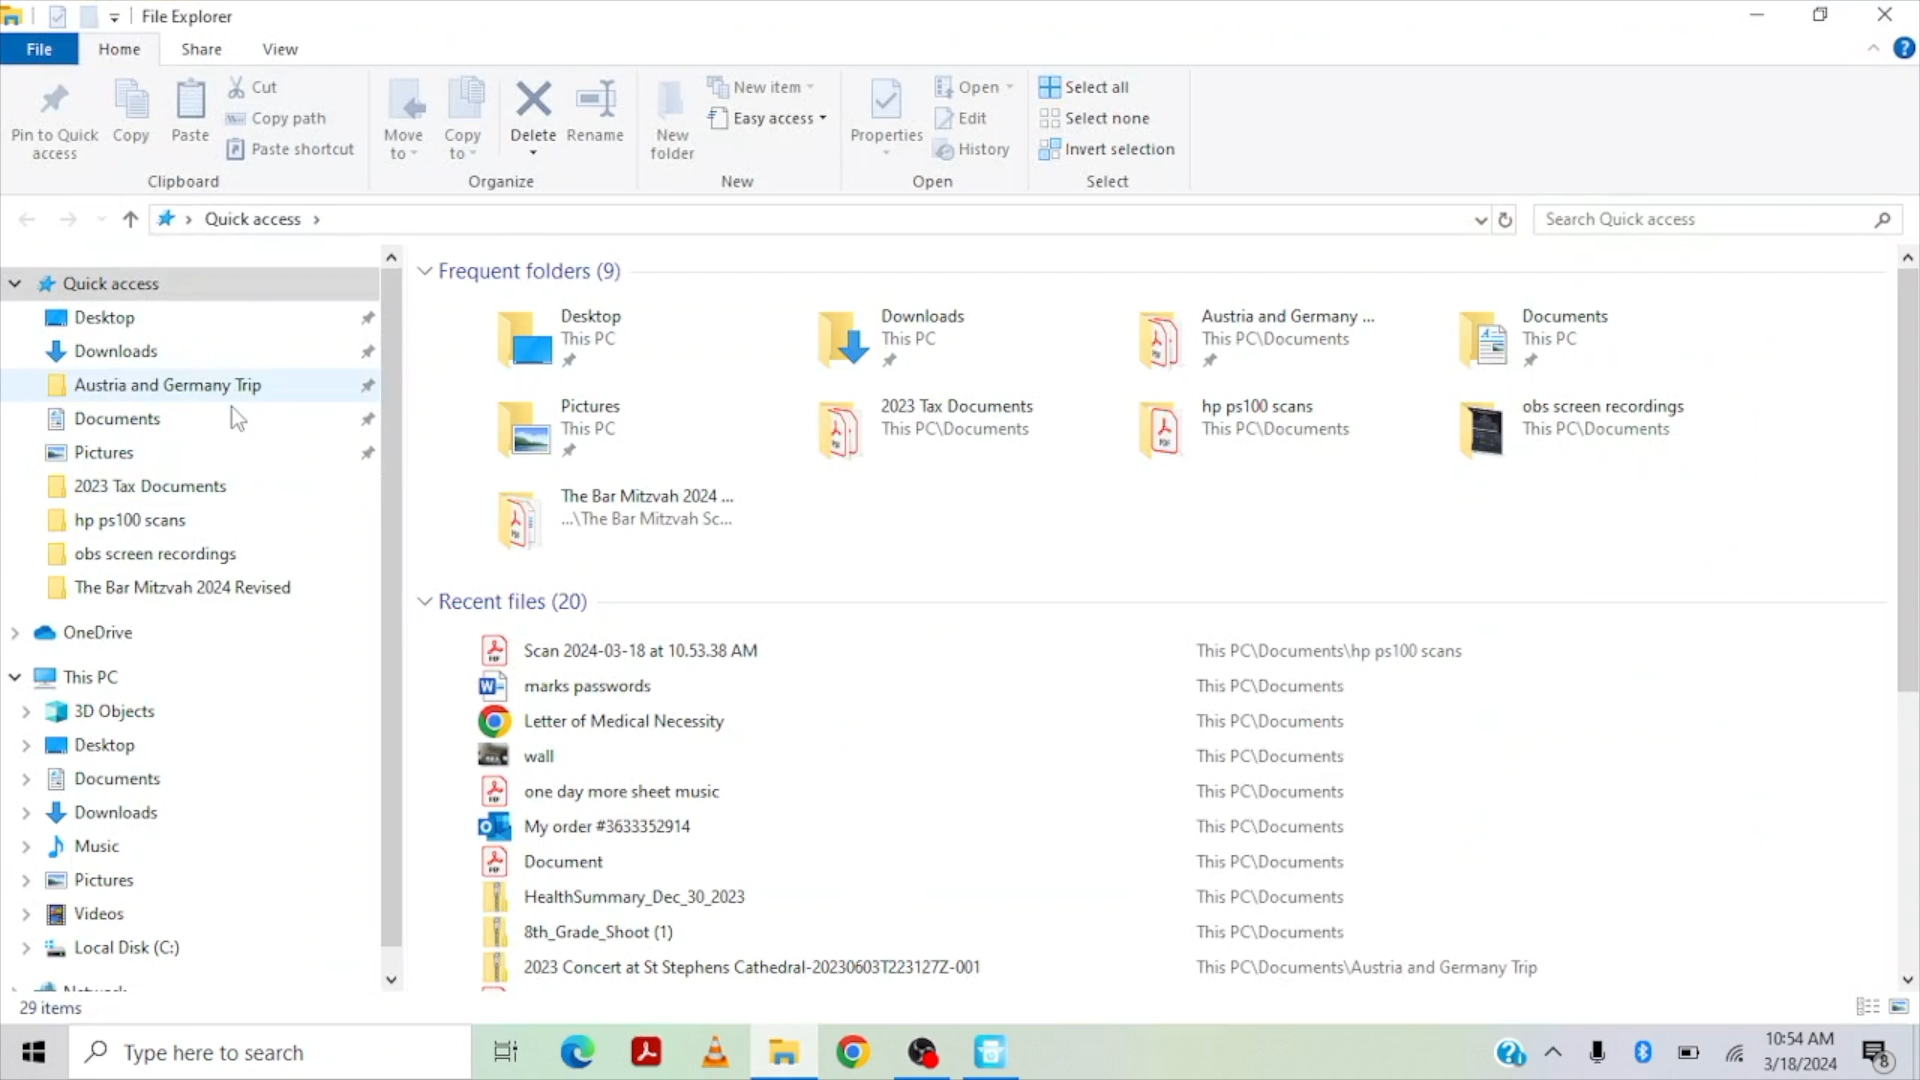 File Explorer
File Home Share View
Pin to Quick access
Copy
Paste
Cut
Copy path
Paste shortcut
Clipboard
Move to
Copy to
Delete
Rename
Organize
New folder
New item
Easy access
New
Properties
Open
Edit
History
Open
Select all
Select none
Invert selection
Select
Quick access
Search Quick access
Quick access
Desktop
Downloads
Austria and Germany Trip
Documents
Pictures
2023 Tax Documents
hp ps100 scans
obs screen recordings
The Bar Mitzvah 2024 Revised
OneDrive
This PC
3D Objects
Desktop
Documents
Downloads
Music
Pictures
Videos
Local Disk (C:)
Network
Frequent folders (9)
Desktop
This PC
Downloads
This PC
Austria and Germany ...
This PC\Documents
Documents
This PC
Pictures
This PC
2023 Tax Documents
This PC\Documents
hp ps100 scans
This PC\Documents
obs screen recordings
This PC\Documents
The Bar Mitzvah 2024 ...
...\The Bar Mitzvah Sc...
Recent files (20)
Scan 2024-03-18 at 10.53.38 AM This PC\Documents\hp ps100 scans
marks passwords This PC\Documents
Letter of Medical Necessity This PC\Documents
wall This PC\Documents
one day more sheet music This PC\Documents
My order #3633352914 This PC\Documents
Document This PC\Documents
HealthSummary_Dec_30_2023 This PC\Documents
8th_Grade_Shoot (1) This PC\Documents
2023 Concert at St Stephens Cathedral-20230603T223127Z-001 This PC\Documents\Austria and Germany Trip
29 items
Type here to search
10:54 AM
3/18/2024
8